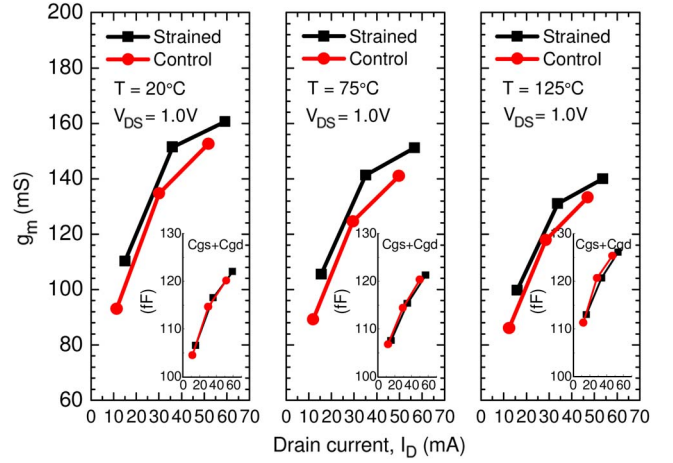 200
180
160
140
120
100
80
60
g_m (mS)
Strained
Control
T = 20°C
V_DS = 1.0V
130
120
110
100
(fF)
Cgs+Cgd
0 20 40 60
0 10 20 30 40 50 60 70
Strained
Control
T = 75°C
V_DS = 1.0V
130
120
110
100
(fF)
Cgs+Cgd
0 20 40 60
0 10 20 30 40 50 60 70
Strained
Control
T = 125°C
V_DS = 1.0V
130
120
110
100
(fF)
Cgs+Cgd
0 20 40 60
0 10 20 30 40 50 60 70
Drain current, I_D (mA)